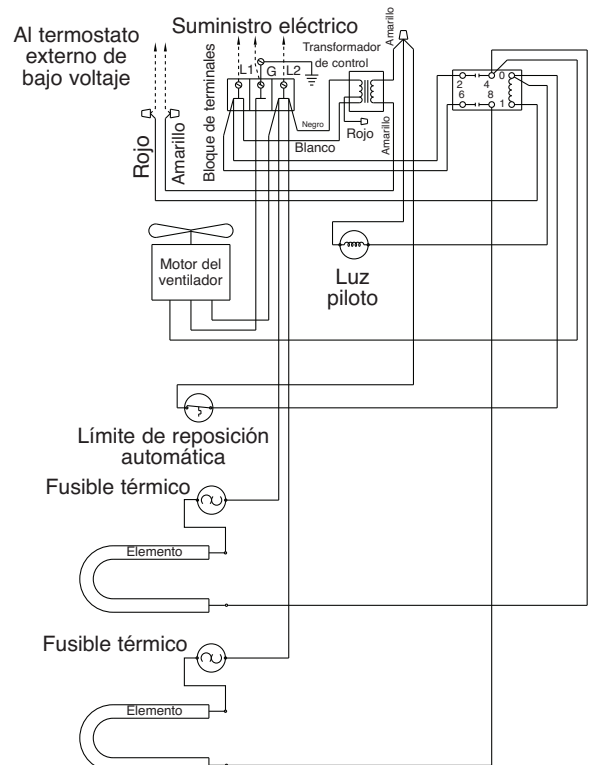 Al termostato
externo de
bajo voltaje
Suministro eléctrico
Transformador
de control
L1 G L2
Bloque de terminales
Negro
Blanco
Rojo
Amarillo
Amarillo
2 4 0
6 8 1
Rojo
Amarillo
Motor del
ventilador
Luz
piloto
Límite de reposición
automática
Fusible térmico
Elemento
Fusible térmico
Elemento